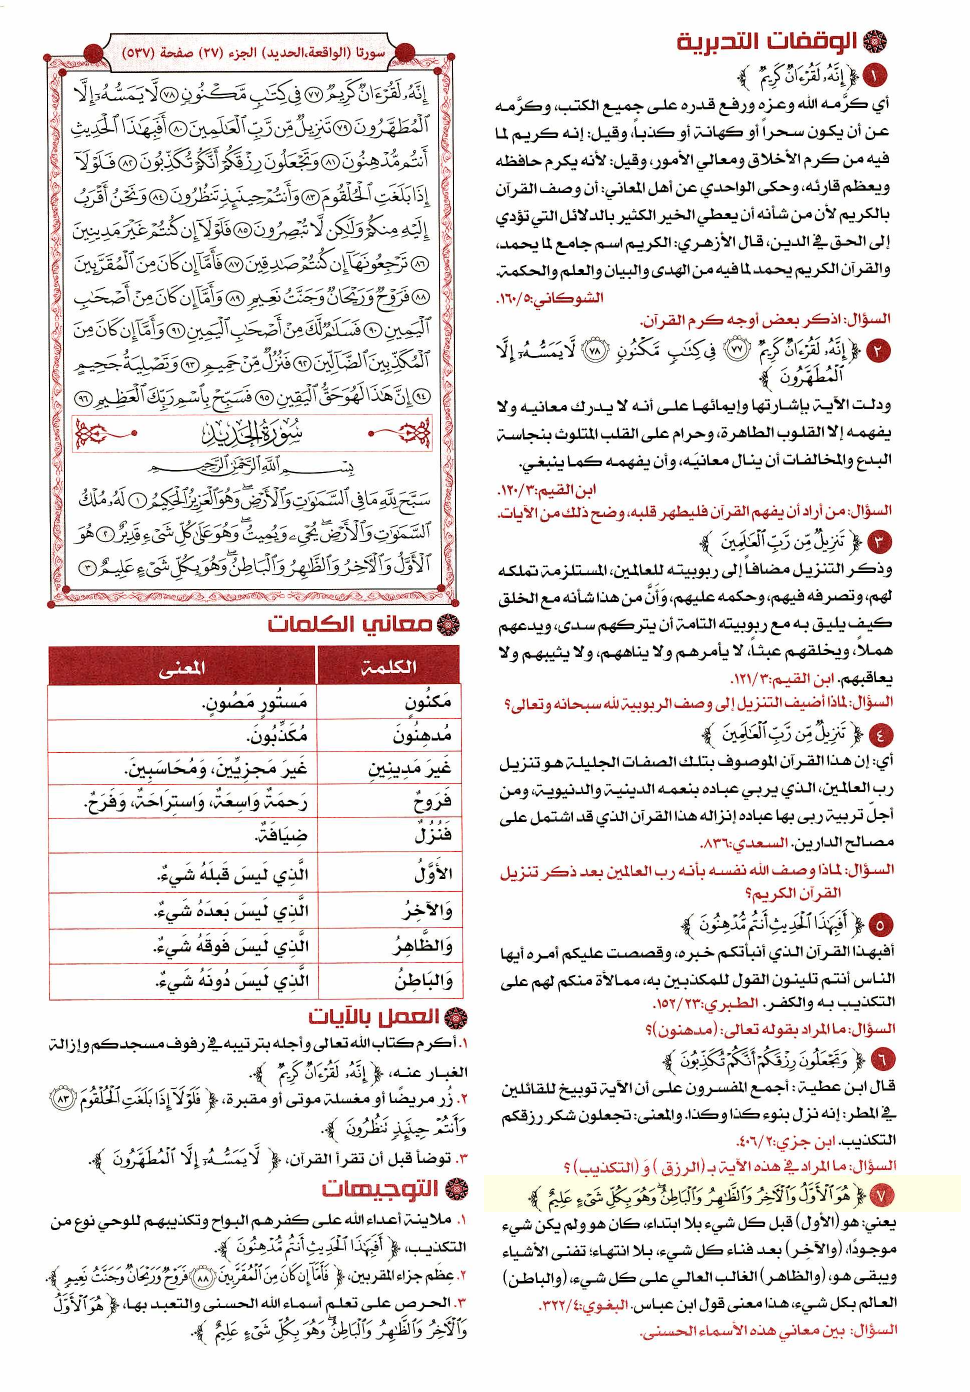 الوقفات التدبرية
١ ﴿ إِنَّهُۥ لَقُرْءَانٌ كَرِيمٌ ﴾
أي كرَّمه الله وعزه ورفع قدره على جميع الكتب، وكرَّمه
عن أن يكون سحراً أو كهانة أو كذباً، وقيل: إنه كريم لما
فيه من كرم الأخلاق ومعالي الأمور، وقيل: لأنه يكرم حافظه
ويعظم قارئه، وحكى الواحدي عن أهل المعاني: أن وصف القرآن
بالكريم لأن من شأنه أن يعطي الخير الكثير بالدلائل التي تؤدي
إلى الحق في الدين، قال الأزهري: الكريم اسم جامع لما يحمد،
والقرآن الكريم يحمد لما فيه من الهدى والبيان والعلم والحكمة.
الشوكاني:١٦٠/٥.
السؤال: اذكر بعض أوجه كرم القرآن.
٢ ﴿ إِنَّهُۥ لَقُرْءَانٌ كَرِيمٌ ﴿٧٧﴾ فِي كِتَٰبٍ مَّكْنُونٍ ﴿٧٨﴾ لَّا يَمَسُّهُۥٓ إِلَّا
ٱلْمُطَهَّرُونَ ﴾
ودلت الآية بإشارتها وإيمائها على أنه لا يدرك معانيه ولا
يفهمه إلا القلوب الطاهرة، وحرام على القلب المتلوث بنجاسة
البدع والمخالفات أن ينال معانيَه، وأن يفهمه كما ينبغي.
ابن القيم:١٢٠/٣.
السؤال: من أراد أن يفهم القرآن فليطهر قلبه، وضح ذلك من الآيات.
٣ ﴿ تَنزِيلٌ مِّن رَّبِّ ٱلْعَٰلَمِينَ ﴾
وذكر التنزيل مضافاً إلى ربوبيته للعالمين، المستلزمة تملكه
لهم، وتصرفه فيهم، وحكمه عليهم، وَأَنَّ من هذا شأنه مع الخلق
كيف يليق به مع ربوبيته التامة أن يتركهم سدى، ويدعهم
هملاً، ويخلقهم عبثاً، لا يأمرهم ولا يناهم، ولا يثيبهم ولا
يعاقبهم. ابن القيم:١٢١/٣.
السؤال: لماذا أضيف التنزيل إلى وصف الربوبية لله سبحانه وتعالى؟
٤ ﴿ تَنزِيلٌ مِّن رَّبِّ ٱلْعَٰلَمِينَ ﴾
أي: إن هذا القرآن الموصوف بتلك الصفات الجليلة هو تنزيل
رب العالمين، الذي يربي عباده بنعمه الدينية والدنيوية، ومن
أجلّ تربية ربى بها عباده إنزاله هذا القرآن الذي قد اشتمل على
مصالح الدارين. السعدي:٨٣٦.
السؤال: لماذا وصف الله نفسه بأنه رب العالمين بعد ذكر تنزيل
القرآن الكريم؟
٥ ﴿ أَفَبِهَٰذَا ٱلْحَدِيثِ أَنتُم مُّدْهِنُونَ ﴾
أفبهذا القرآن الذي أنبأتكم خبره، وقصصت عليكم أمره أيها
الناس أنتم تلينون القول للمكذبين به، ممالأة منكم لهم على
التكذيب به والكفر. الطبري:١٥٢/٢٣.
السؤال: ما المراد بقوله تعالى: (مدهنون)؟
٦ ﴿ وَتَجْعَلُونَ رِزْقَكُمْ أَنَّكُمْ تُكَذِّبُونَ ﴾
قال ابن عطية : أجمع المفسرون على أن الآية توبيخ للقائلين
في المطر: إنه نزل بنوء كذا وكذا. والمعنى: تجعلون شكر رزقكم
التكذيب. ابن جزي:٤٠٦/٢.
السؤال: ما المراد في هذه الآية بـ (الرزق ) وَ (التكذيب) ؟
٧ ﴿ هُوَ ٱلْأَوَّلُ وَٱلْءَاخِرُ وَٱلظَّٰهِرُ وَٱلْبَاطِنُ ۖ وَهُوَ بِكُلِّ شَىْءٍ عَلِيمٌ ﴾
يعني: هو (الأول) قبل كل شيء بلا ابتداء، كان هو ولم يكن شيء
موجودًا، (والآخِر) بعد فناء كل شيء، بلا انتهاء؛ تفنى الأشياء
ويبقى هو، (والظاهر) الغالب العالي على كل شيء، (والباطن)
العالم بكل شيء، هذا معنى قول ابن عباس. البغوي:٣٢٢/٤.
السؤال: بين معاني هذه الأسماء الحسنى.
سورتا (الواقعة،الحديد) الجزء (٢٧) صفحة (٥٣٧)
إِنَّهُۥ لَقُرْءَانٌ كَرِيمٌ ٧٧ فِي كِتَٰبٍ مَّكْنُونٍ ٧٨ لَّا يَمَسُّهُۥٓ إِلَّا
ٱلْمُطَهَّرُونَ ٧٩ تَنزِيلٌ مِّن رَّبِّ ٱلْعَٰلَمِينَ ٨٠ أَفَبِهَٰذَا ٱلْحَدِيثِ
أَنتُم مُّدْهِنُونَ ٨١ وَتَجْعَلُونَ رِزْقَكُمْ أَنَّكُمْ تُكَذِّبُونَ ٨٢ فَلَوْلَآ
إِذَا بَلَغَتِ ٱلْحُلْقُومَ ٨٣ وَأَنتُمْ حِينَئِذٍ تَنظُرُونَ ٨٤ وَنَحْنُ أَقْرَبُ
إِلَيْهِ مِنكُمْ وَلَٰكِن لَّا تُبْصِرُونَ ٨٥ فَلَوْلَآ إِن كُنتُمْ غَيْرَ مَدِينِينَ
٨٦ تَرْجِعُونَهَآ إِن كُنتُمْ صَٰدِقِينَ ٨٧ فَأَمَّآ إِن كَانَ مِنَ ٱلْمُقَرَّبِينَ
٨٨ فَرَوْحٌ وَرَيْحَانٌ وَجَنَّتُ نَعِيمٍ ٨٩ وَأَمَّآ إِن كَانَ مِنْ أَصْحَٰبِ
ٱلْيَمِينِ ٩٠ فَسَلَٰمٌ لَّكَ مِنْ أَصْحَٰبِ ٱلْيَمِينِ ٩١ وَأَمَّآ إِن كَانَ مِنَ
ٱلْمُكَذِّبِينَ ٱلضَّآلِّينَ ٩٢ فَنُزُلٌ مِّنْ حَمِيمٍ ٩٣ وَتَصْلِيَةُ جَحِيمٍ
٩٤ إِنَّ هَٰذَا لَهُوَ حَقُّ ٱلْيَقِينِ ٩٥ فَسَبِّحْ بِٱسْمِ رَبِّكَ ٱلْعَظِيمِ ٩٦
سُورَةُ الحَدِيدِ
بِسْمِ ٱللَّهِ ٱلرَّحْمَٰنِ ٱلرَّحِيمِ
سَبَّحَ لِلَّهِ مَا فِي ٱلسَّمَٰوَٰتِ وَٱلْأَرْضِ ۖ وَهُوَ ٱلْعَزِيزُ ٱلْحَكِيمُ ١ لَهُۥ مُلْكُ
ٱلسَّمَٰوَٰتِ وَٱلْأَرْضِ ۖ يُحْىِۦ وَيُمِيتُ ۖ وَهُوَ عَلَىٰ كُلِّ شَىْءٍ قَدِيرٌ ٢ هُوَ
ٱلْأَوَّلُ وَٱلْءَاخِرُ وَٱلظَّٰهِرُ وَٱلْبَاطِنُ ۖ وَهُوَ بِكُلِّ شَىْءٍ عَلِيمٌ ٣
معاني الكلمات
الكلمة المعنى
مَكنُونٍ مَستُورٍ مَصُونٍ.
مُدهِنُونَ مُكَذِّبُونَ.
غَيرَ مَدِينِينِ غَيرَ مَجزِيِّينَ، وَمُحَاسَبِينَ.
فَرَوحٌ رَحمَةٌ وَاسِعَةٌ، وَاستِرَاحَةٌ، وَفَرَحٌ.
فَنُزُلٌ ضِيَافَةٌ.
الأَوَّلُ الَّذِي لَيسَ قَبلَهُ شَيءٌ.
وَالآخِرُ الَّذِي لَيسَ بَعدَهُ شَيءٌ.
وَالظَّاهِرُ الَّذِي لَيسَ فَوقَهُ شَيءٌ.
وَالبَاطِنُ الَّذِي لَيسَ دُونَهُ شَيءٌ.
العمل بالآيات
١. أكرم كتاب الله تعالى وأجله بترتيبه في رفوف مسجدكم وإزالة
الغبار عنه، ﴿ إِنَّهُۥ لَقُرْءَانٌ كَرِيمٌ ﴾.
٢. زُر مريضًا أو مغسلة موتى أو مقبرة، ﴿ فَلَوْلَآ إِذَا بَلَغَتِ ٱلْحُلْقُومَ ﴿٨٣﴾
وَأَنتُمْ حِينَئِذٍ تَنظُرُونَ ﴾.
٣. توضأ قبل أن تقرأ القرآن، ﴿ لَّا يَمَسُّهُۥٓ إِلَّا ٱلْمُطَهَّرُونَ ﴾.
التوجيهات
١. ملاينة أعداء الله على كفرهم البواح وتكذيبهم للوحي نوع من
التكذيب، ﴿ أَفَبِهَٰذَا ٱلْحَدِيثِ أَنتُم مُّدْهِنُونَ ﴾.
٢. عِظَم جزاء المقربين، ﴿ فَأَمَّآ إِن كَانَ مِنَ ٱلْمُقَرَّبِينَ ﴿٨٨﴾ فَرَوْحٌ وَرَيْحَانٌ وَجَنَّتُ نَعِيمٍ ﴾.
٣. الحرص على تعلم أسماء الله الحسنى والتعبد بها، ﴿ هُوَ ٱلْأَوَّلُ
وَٱلْءَاخِرُ وَٱلظَّٰهِرُ وَٱلْبَاطِنُ ۖ وَهُوَ بِكُلِّ شَىْءٍ عَلِيمٌ ﴾.